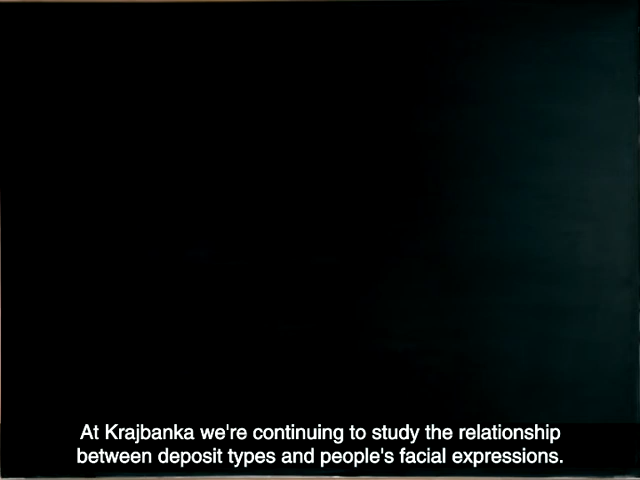 At Krajbanka we're continuing to study the relationship
between deposit types and people's facial expressions.